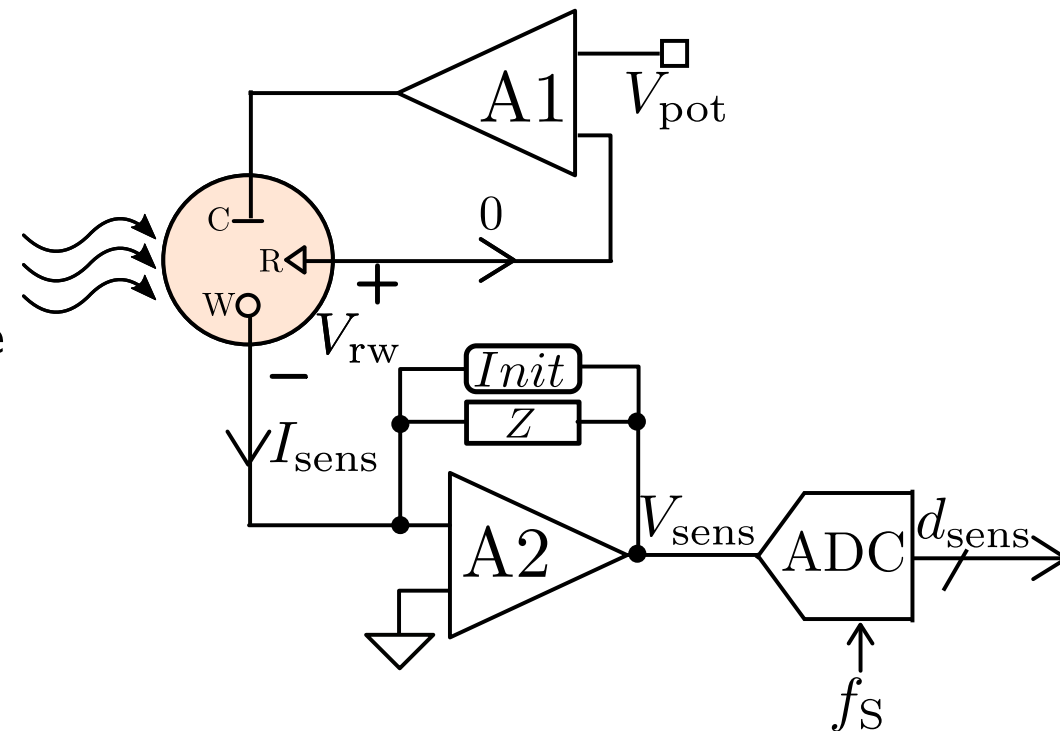 A1
V_pot
C
0
R
+
W
e
V_rw
Init
−
Z
I_sens
V_sens
d_sens
A2
ADC
f_S